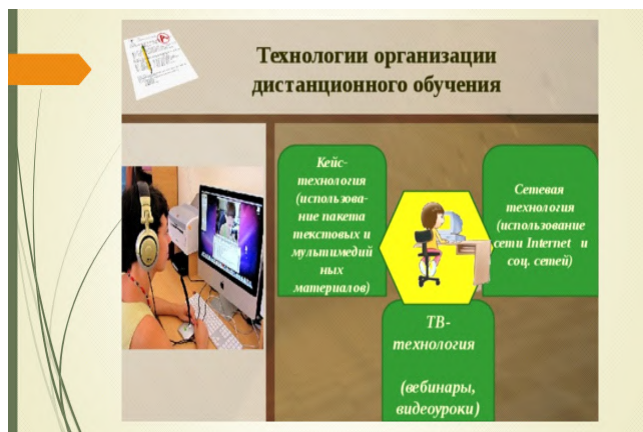 Технологии организации
дистанционного обучения
Кейс-
технология
(использова-
ние пакета
текстовых и
мультимедий
ных
материалов)
Сетевая
технология
(использование
сети Internet и
соц. сетей)
ТВ-
технология
(вебинары,
видеоуроки)